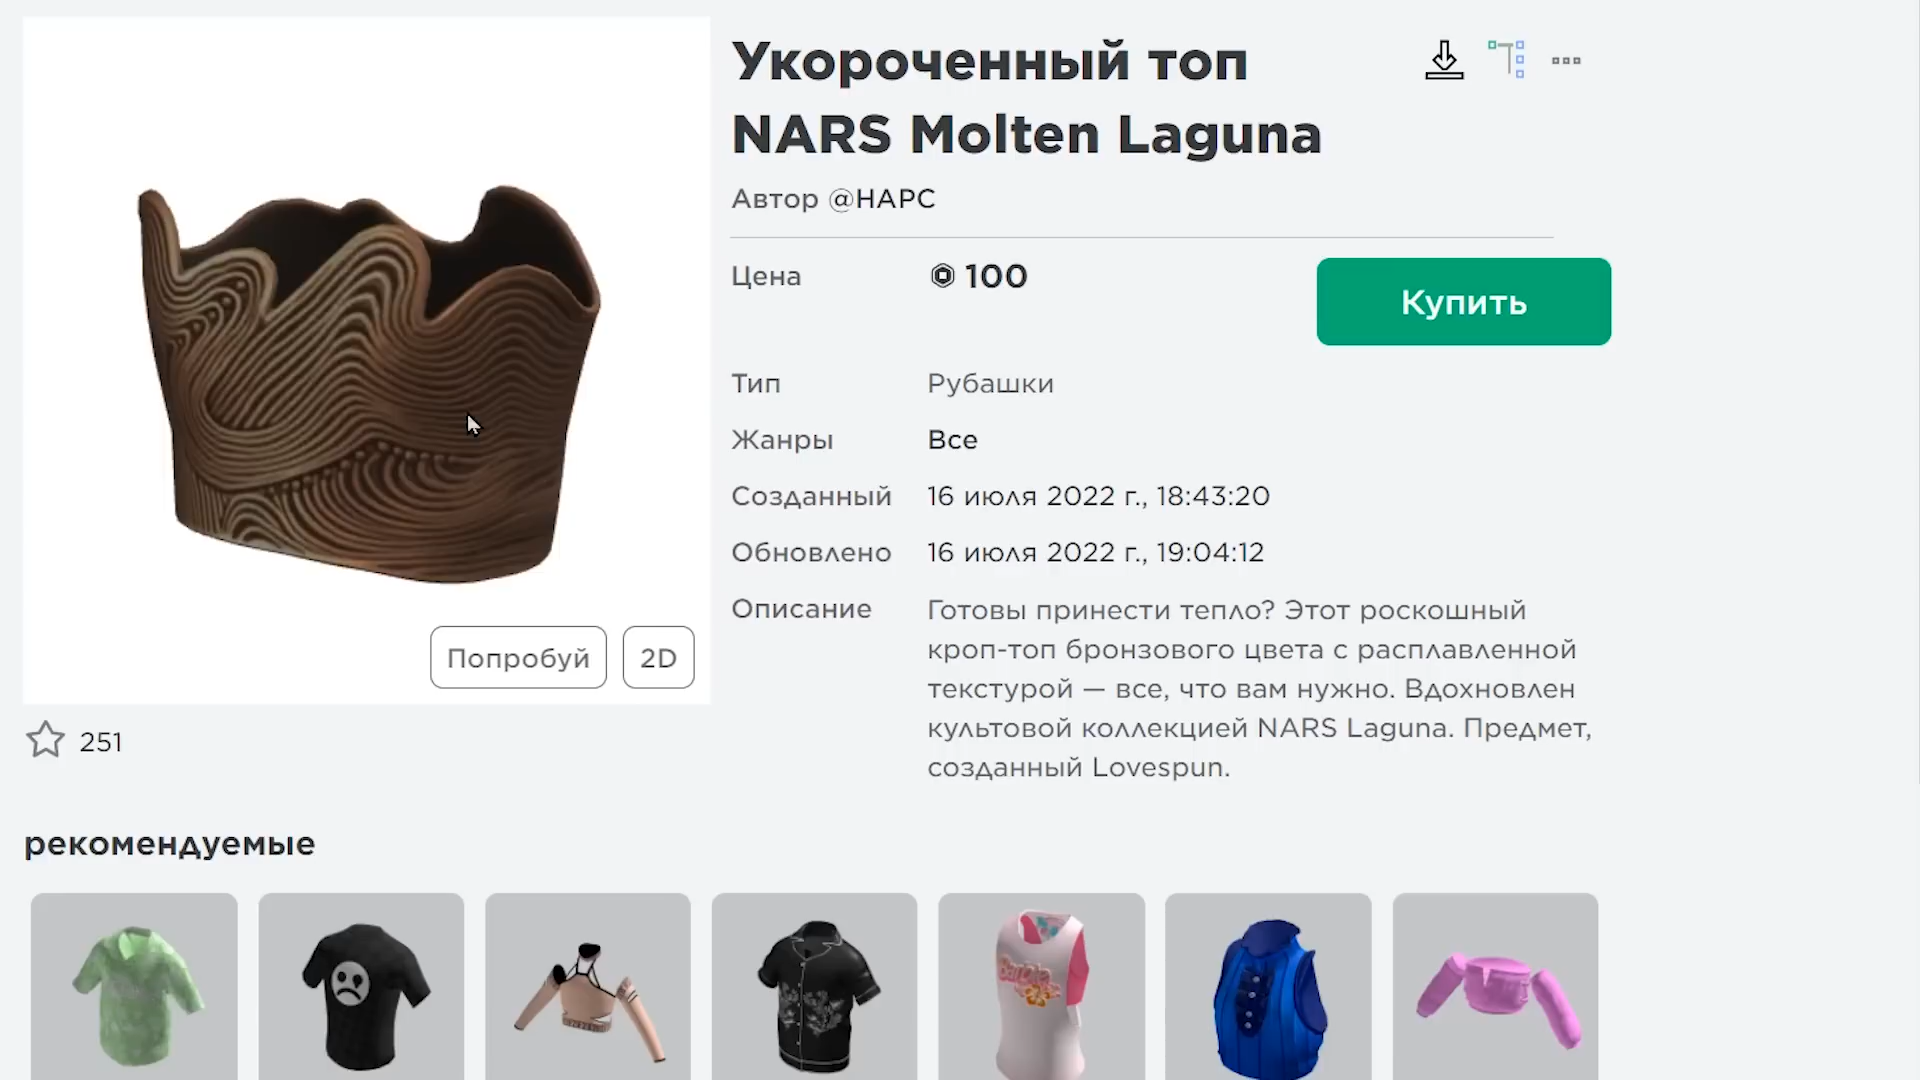 Укороченный топ
NARS Molten Laguna
Автор @НАРС
Цена 100
Купить
Тип Рубашки
Жанры Все
Созданный 16 июля 2022 г., 18:43:20
Обновлено 16 июля 2022 г., 19:04:12
Описание Готовы принести тепло? Этот роскошный
кроп-топ бронзового цвета с расплавленной
текстурой — все, что вам нужно. Вдохновлен
культовой коллекцией NARS Laguna. Предмет,
созданный Lovespun.
Попробуй 2D
251
рекомендуемые
Barbie